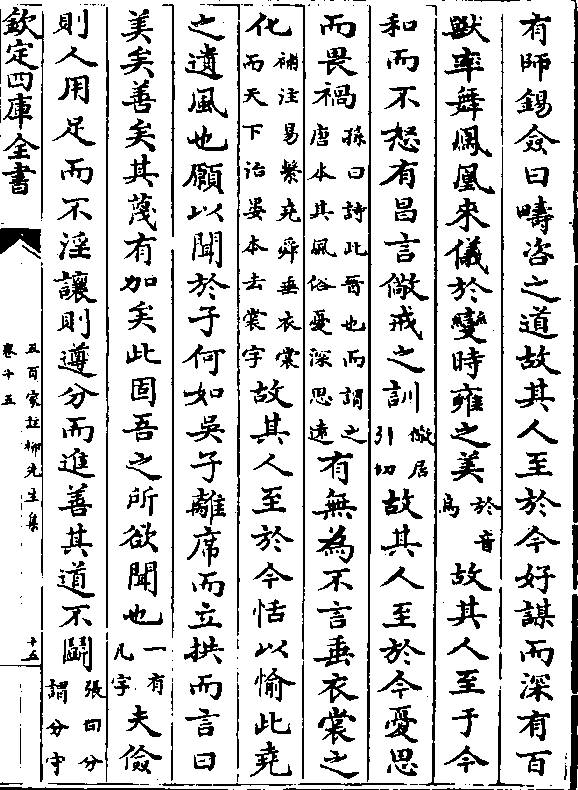 有師錫僉曰疇咨之道故其人至於今好謀而深有百
獸率舞鳳凰來儀於變時雍之美於音烏故其人至于今
和而不怒有昌言儆戒之訓儆居引切故其人至於今憂思
而畏禍孫曰詩此晉也而謂之唐本其風俗憂深思遠有無為不言垂衣裳之
化補注易繫堯舜垂衣裳而天下治晏本去裳字故其人至於今恬以愉此堯
之遺風也願以聞於子何如吳子離席而立拱而言曰
美矣善矣其蔑有加矣此固吾之所欲聞也一有凡字夫儉
則人用足而不淫讓則遵分而進善其道不鬭張曰分謂分守
欽定四庫全書
五百家註柳先生集
卷十五
十五